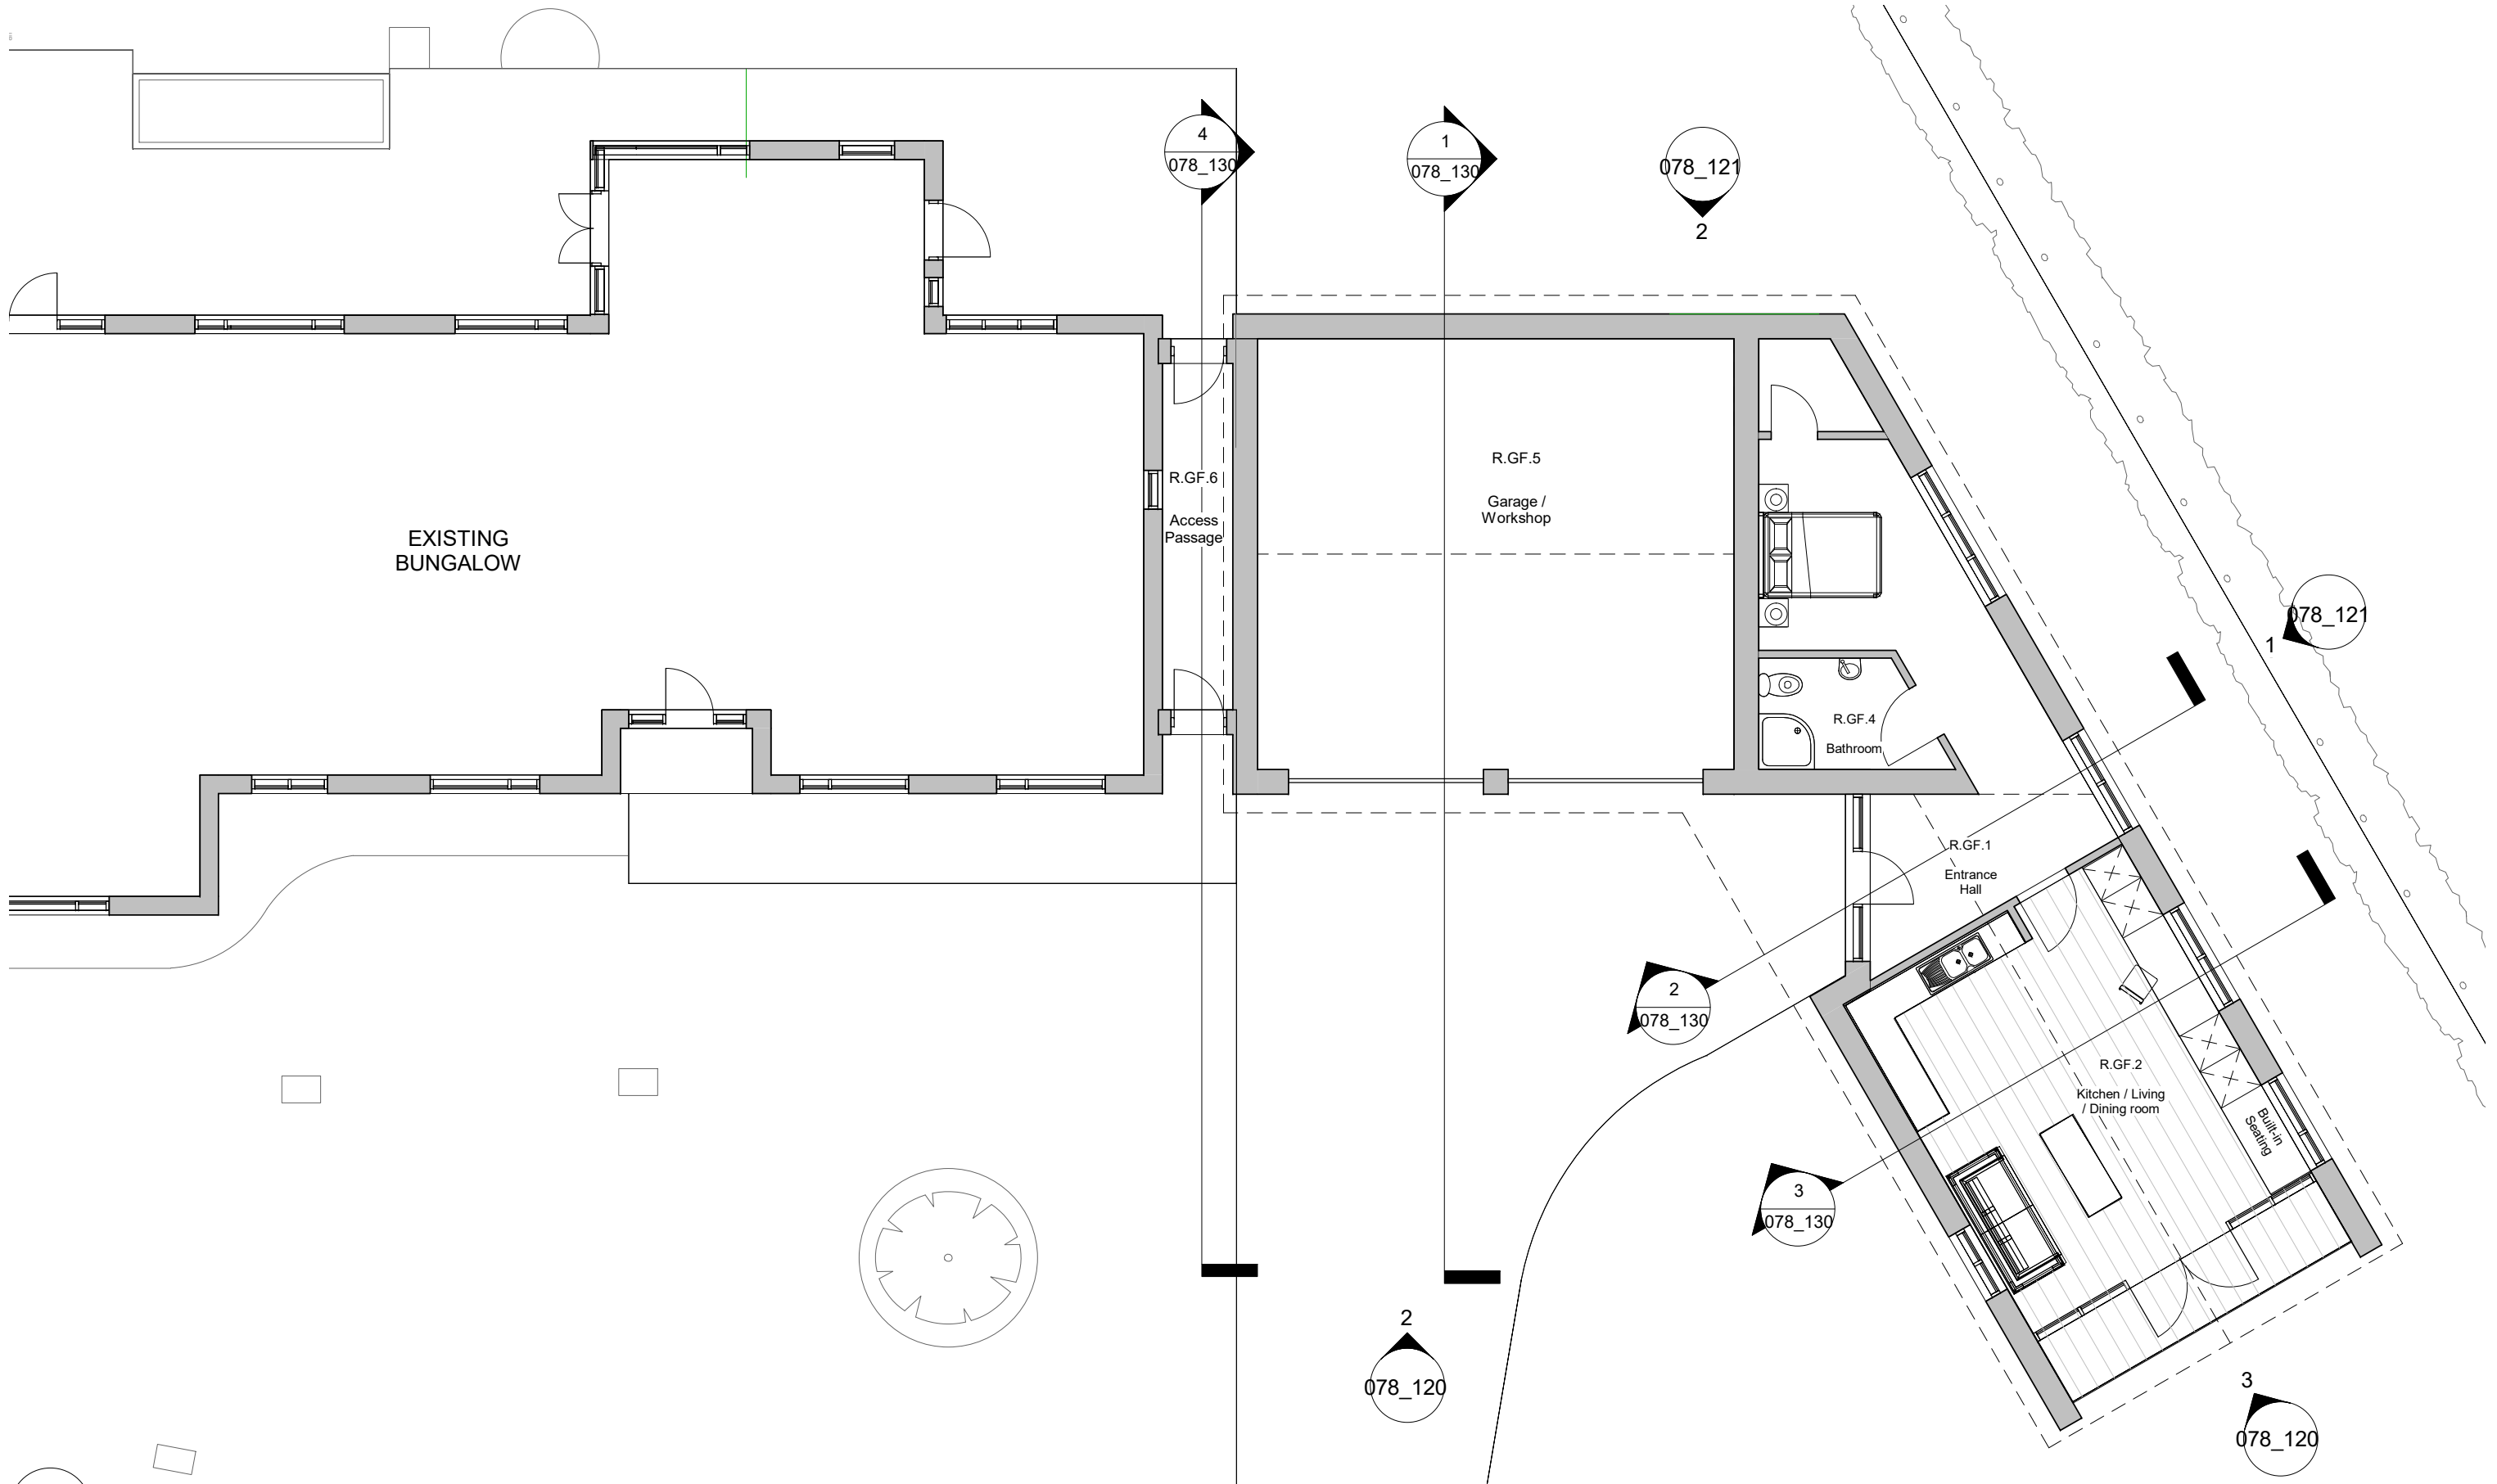 4
078_130
1
078_130
078_121
2
R.GF.5
Garage /
Workshop
R.GF.6
Access
Passage
EXISTING
BUNGALOW
078_121
1
R.GF.4
Bathroom
R.GF.1
Entrance
Hall
2
078_130
R.GF.2
Kitchen / Living
/ Dining room
Built-in
Seating
3
078_130
2
078_120
3
078_120